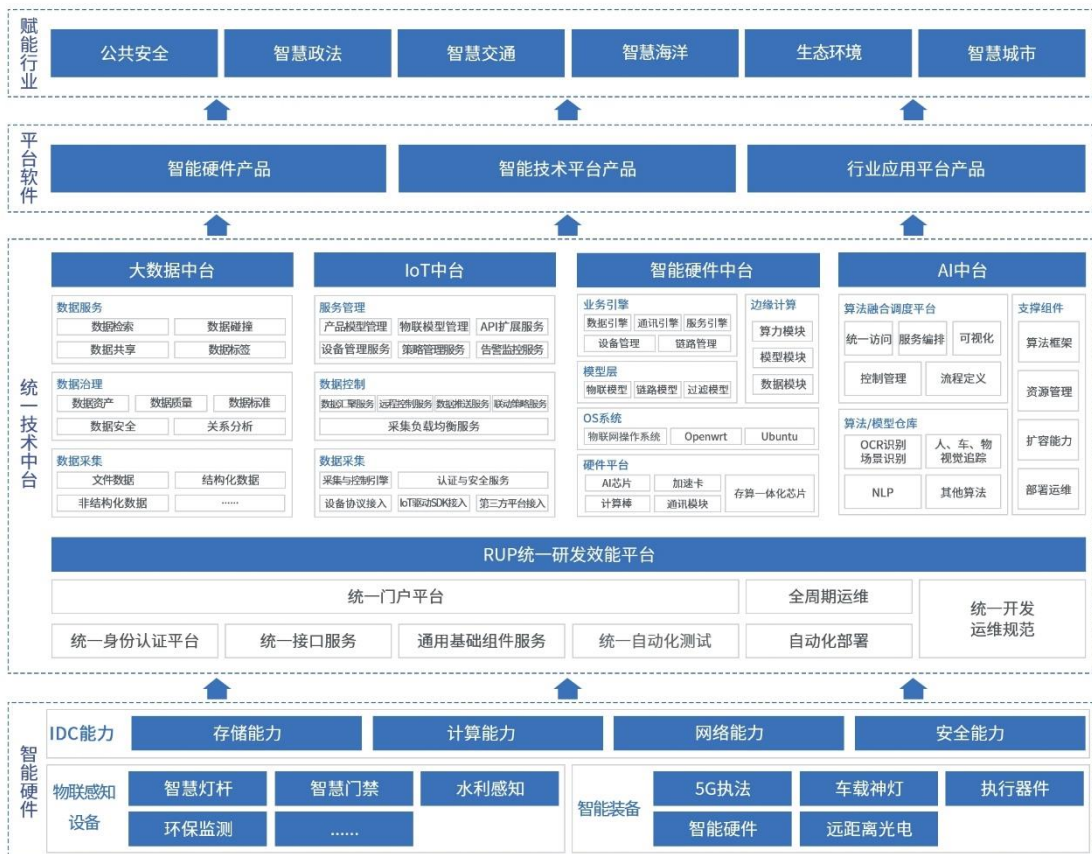 赋能行业
公共安全
智慧政法
智慧交通
智慧海洋
生态环境
智慧城市
平台软件
智能硬件产品
智能技术平台产品
行业应用平台产品
统一技术中台
大数据中台
数据服务
数据检索
数据碰撞
数据共享
数据标签
数据治理
数据资产
数据质量
数据标准
数据安全
关系分析
数据采集
文件数据
结构化数据
非结构化数据
……
IoT中台
服务管理
产品模型管理
物联模型管理
API扩展服务
设备管理服务
策略管理服务
告警监控服务
数据控制
数据汇聚服务
远程控制服务
数据推送服务
联动策略服务
采集负载均衡服务
数据采集
采集与控制引擎
认证与安全服务
设备协议接入
IoT驱动SDK接入
第三方平台接入
智能硬件中台
业务引擎
数据引擎
通讯引擎
服务引擎
设备管理
链路管理
模型层
物联模型
链路模型
过滤模型
边缘计算
算力模块
模型模块
数据模块
OS系统
物联网操作系统
Openwrt
Ubuntu
硬件平台
AI芯片
加速卡
计算棒
通讯模块
存算一体化芯片
AI中台
算法融合调度平台
统一访问
服务编排
可视化
控制管理
流程定义
算法/模型仓库
OCR识别
场景识别
人、车、物
视觉追踪
NLP
其他算法
支撑组件
算法框架
资源管理
扩容能力
部署运维
RUP统一研发效能平台
统一门户平台
全周期运维
统一开发
运维规范
统一身份认证平台
统一接口服务
通用基础组件服务
统一自动化测试
自动化部署
智能硬件
IDC能力
存储能力
计算能力
网络能力
安全能力
物联感知
设备
智慧灯杆
智慧门禁
水利感知
环保监测
......
智能装备
5G执法
车载神灯
执行器件
智能硬件
远距离光电